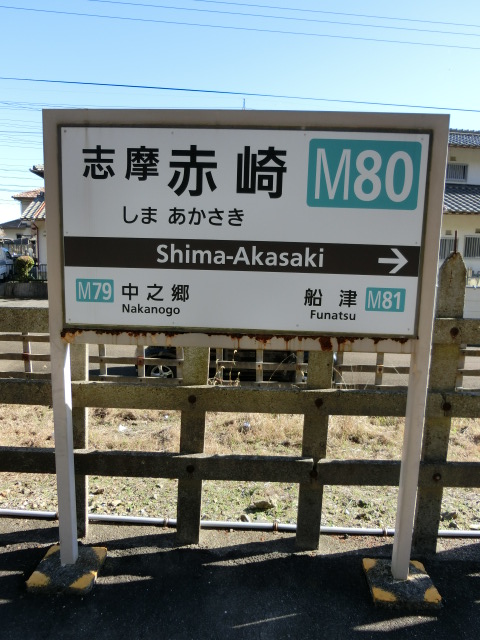 志摩赤崎 M80
しま あかさき
Shima-Akasaki →
M79 中之郷 船津 M81
Nakanogo Funatsu